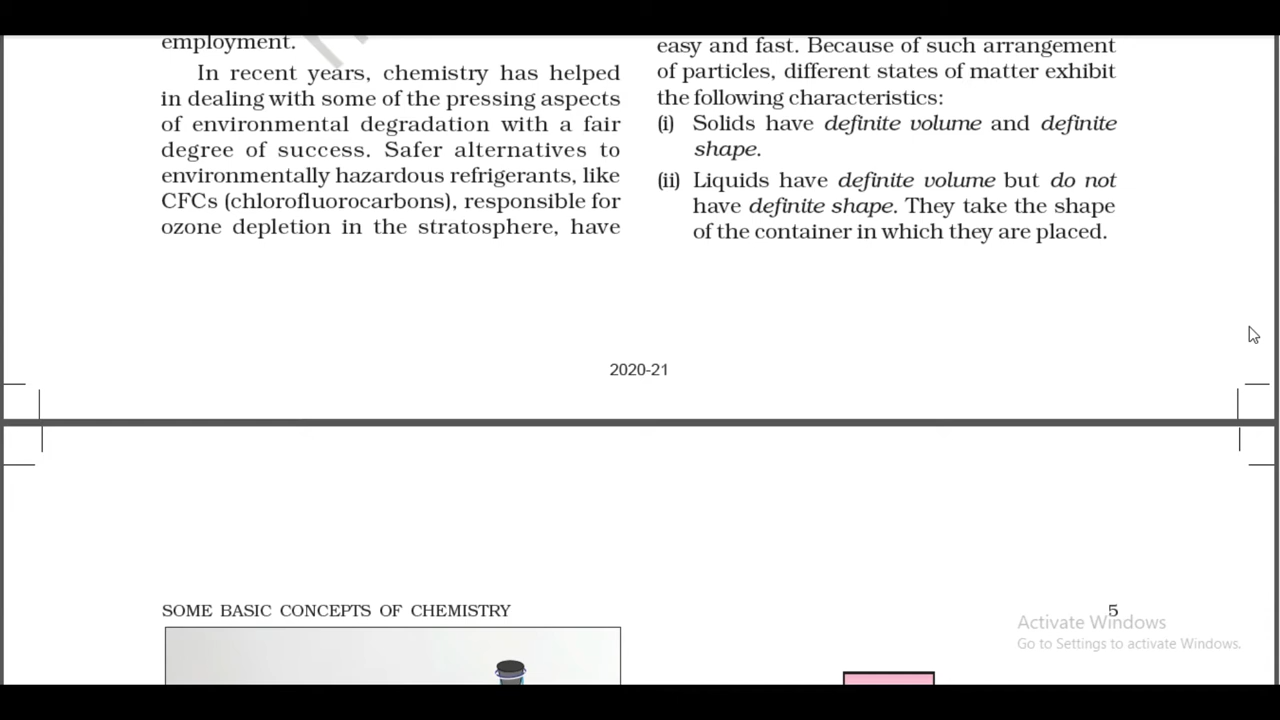 employment.
In recent years, chemistry has helped
in dealing with some of the pressing aspects
of environmental degradation with a fair
degree of success. Safer alternatives to
environmentally hazardous refrigerants, like
CFCs (chlorofluorocarbons), responsible for
ozone depletion in the stratosphere, have
easy and fast. Because of such arrangement
of particles, different states of matter exhibit
the following characteristics:
(i) Solids have definite volume and definite
shape.
(ii) Liquids have definite volume but do not
have definite shape. They take the shape
of the container in which they are placed.
2020-21
SOME BASIC CONCEPTS OF CHEMISTRY
5
Activate Windows
Go to Settings to activate Windows.